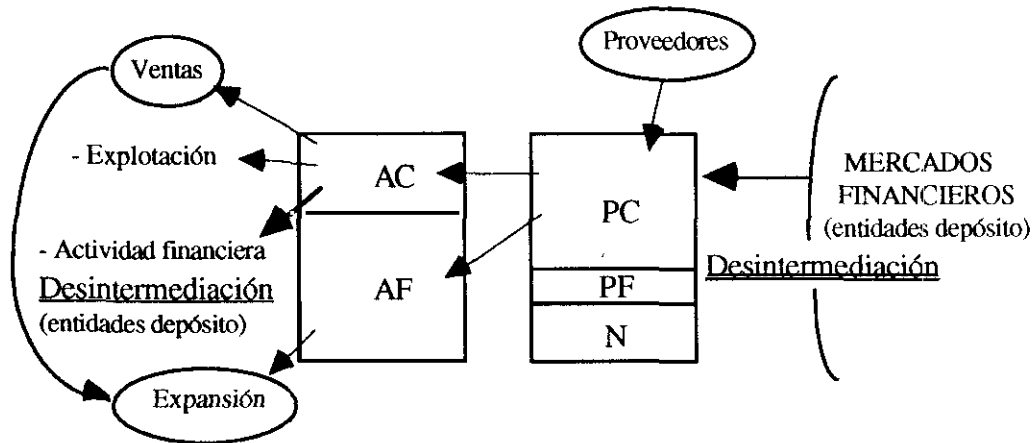 Proveedores
Ventas
- Explotación
AC
PC
MERCADOS
FINANCIEROS
(entidades depósito)
Desintermediación
- Actividad financiera
Desintermediación
(entidades depósito)
AF
PF
N
Expansión